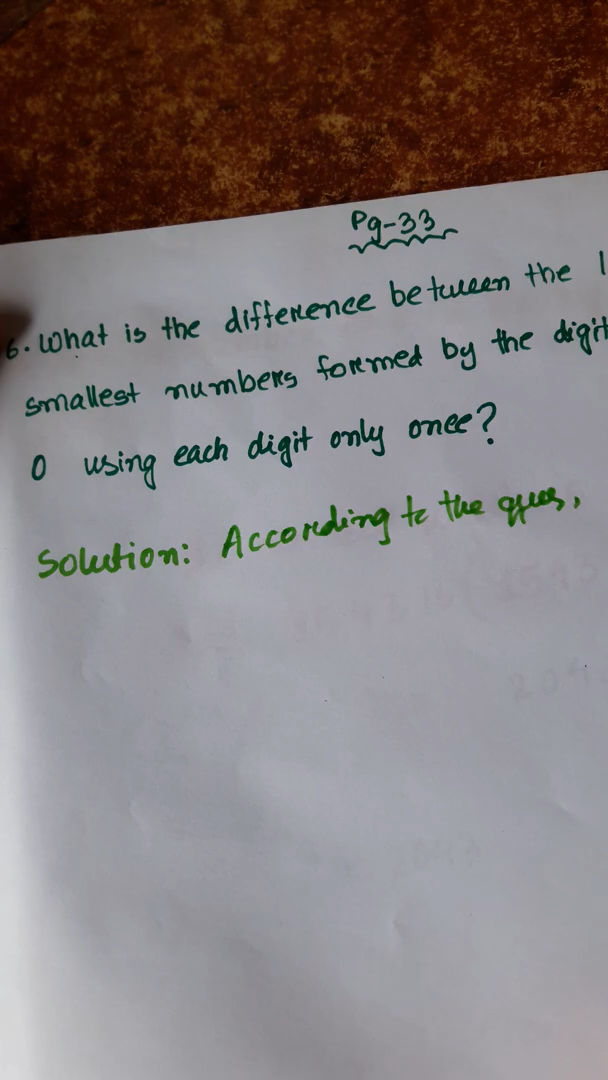 Pg-33
6. What is the difference between the l
smallest numbers formed by the digit
0 using each digit only once?
Solution: According to the ques,